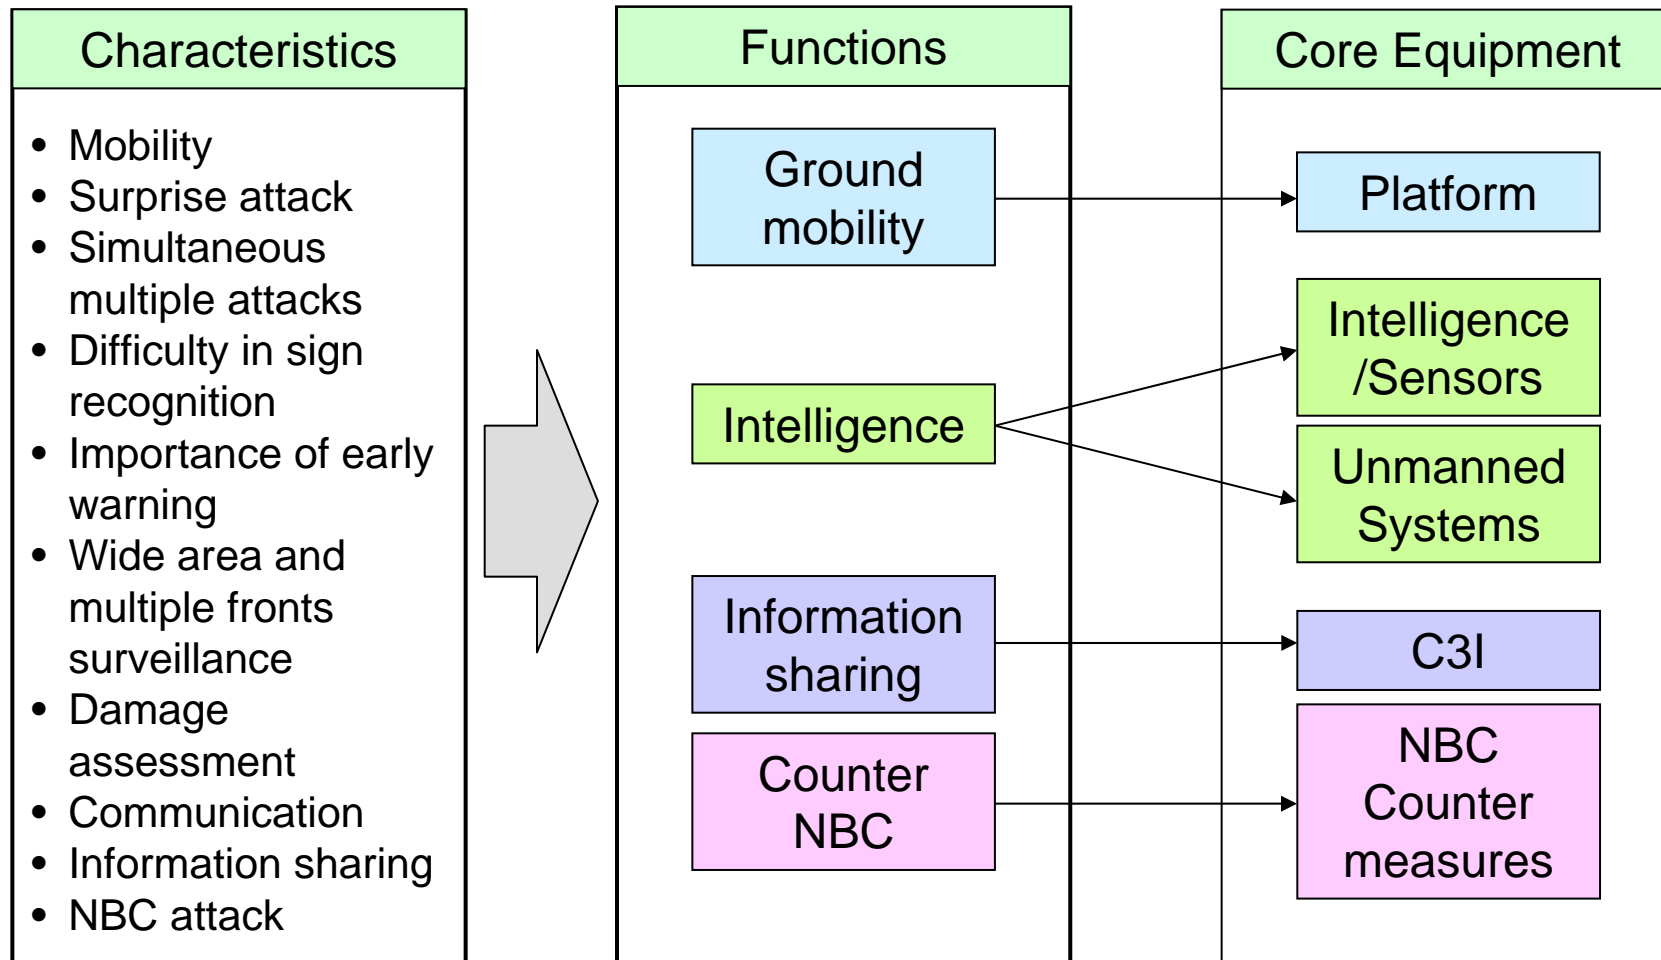 Characteristics
• Mobility
• Surprise attack
• Simultaneous
multiple attacks
• Difficulty in sign
recognition
• Importance of early
warning
• Wide area and
multiple fronts
surveillance
• Damage
assessment
• Communication
• Information sharing
• NBC attack
Functions
Ground
mobility
Intelligence
Information
sharing
Counter
NBC
Core Equipment
Platform
Intelligence
/Sensors
Unmanned
Systems
C3I
NBC
Counter
measures